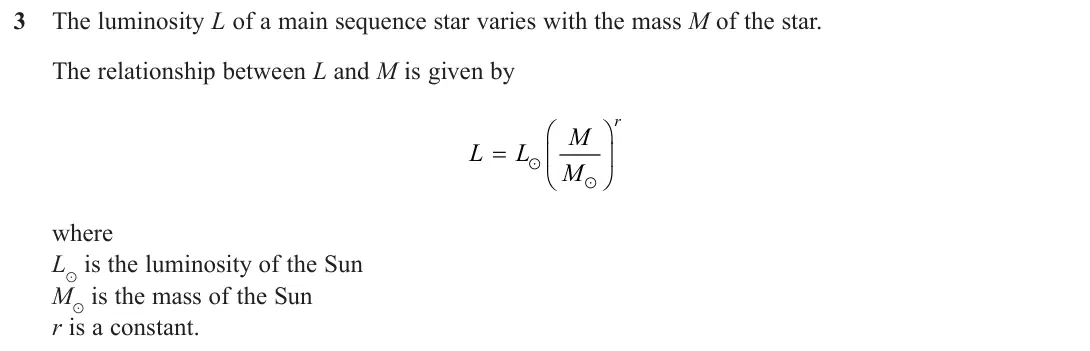 3 The luminosity L of a main sequence star varies with the mass M of the star.
The relationship between L and M is given by
L = L⊙(M/M⊙)^r
where
L⊙ is the luminosity of the Sun
M⊙ is the mass of the Sun
r is a constant.